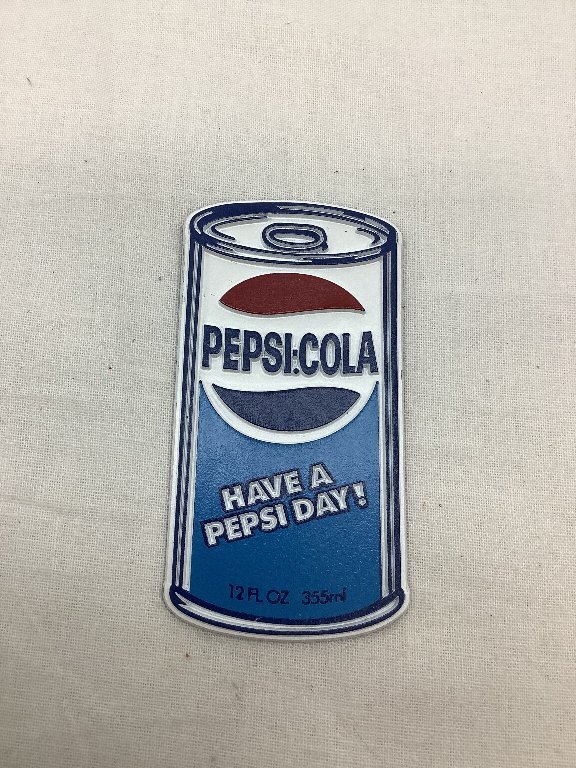 PEPSI-COLA
HAVE A
PEPSI DAY!
12 FL OZ 355ml